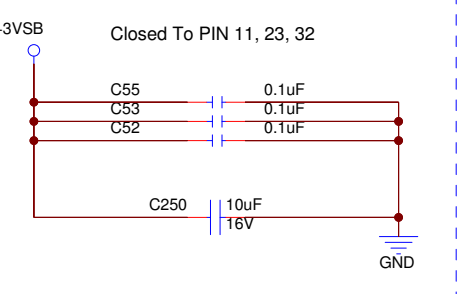 -3VSB
Closed To PIN 11, 23, 32
C55 0.1uF
C53 0.1uF
C52 0.1uF
C250 10uF
16V
GND